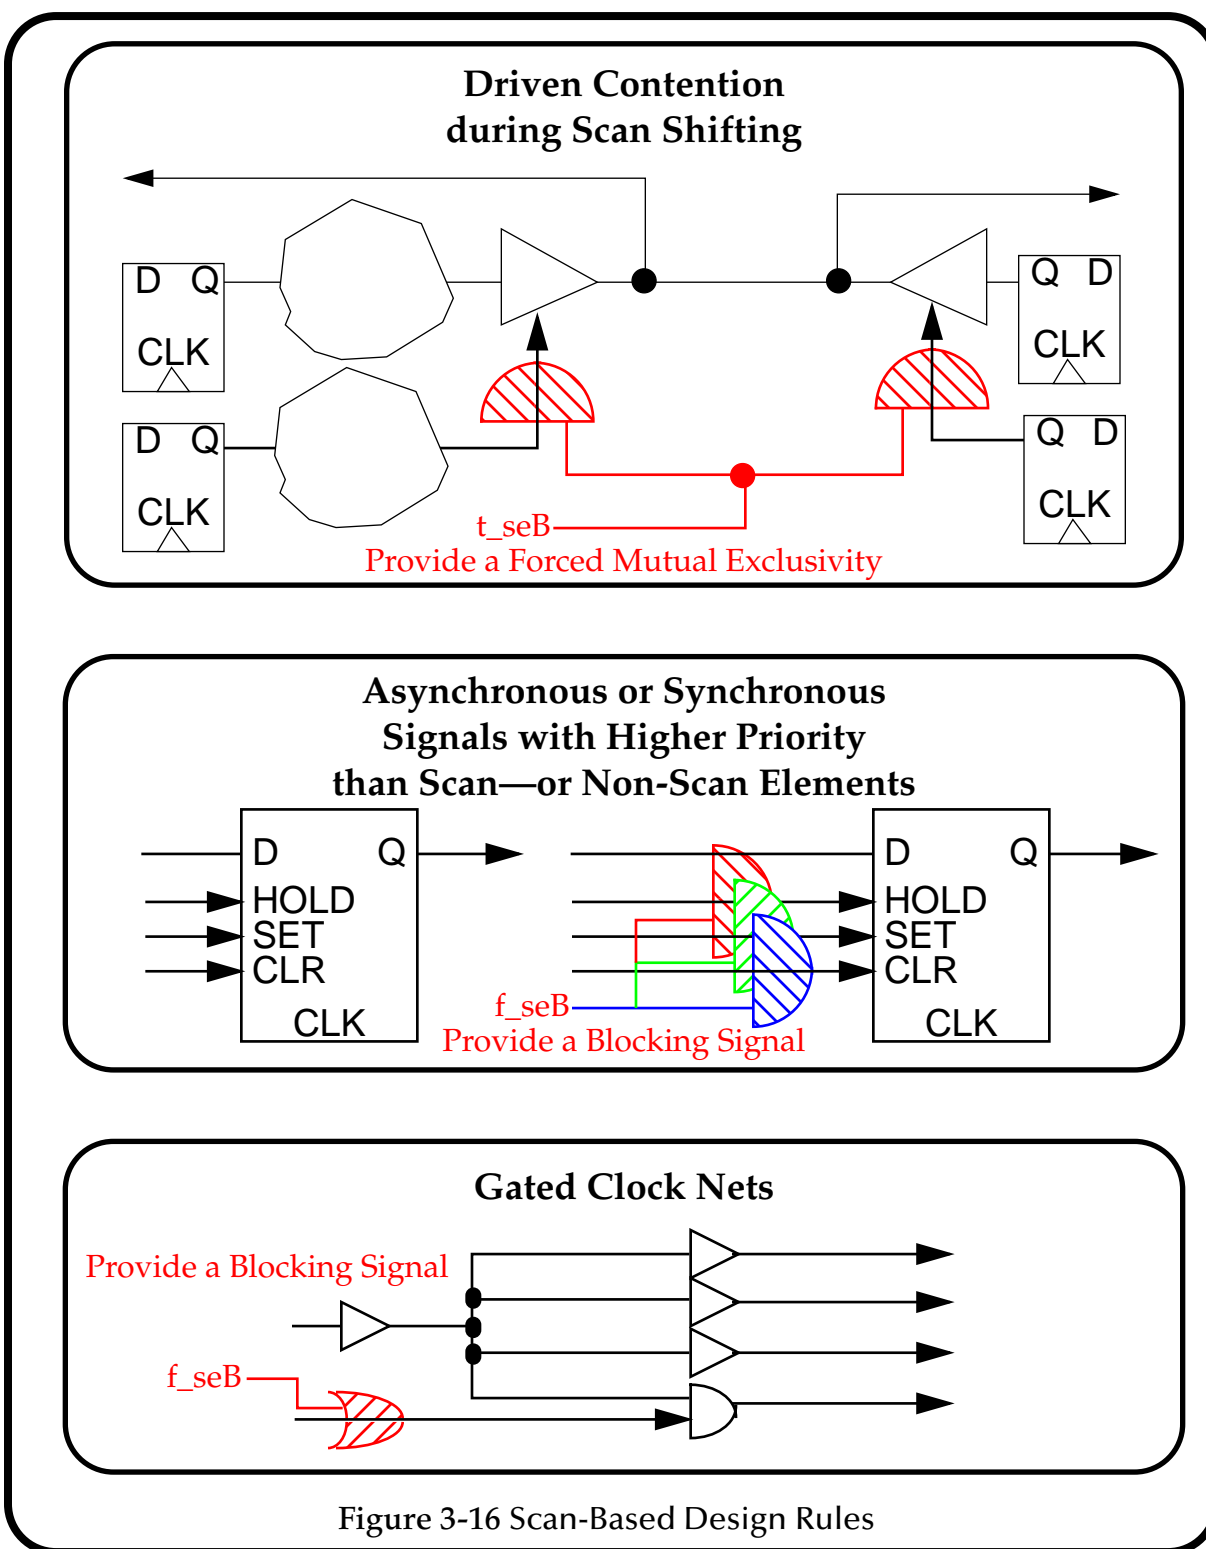 Driven Contention
during Scan Shifting
D Q
CLK
Q D
CLK
D Q
CLK
Q D
CLK
t_seB
Provide a Forced Mutual Exclusivity
Asynchronous or Synchronous
Signals with Higher Priority
than Scan—or Non-Scan Elements
D Q
HOLD
SET
CLR
CLK
D Q
HOLD
SET
CLR
CLK
f_seB
Provide a Blocking Signal
Gated Clock Nets
Provide a Blocking Signal
f_seB
Figure 3-16 Scan-Based Design Rules